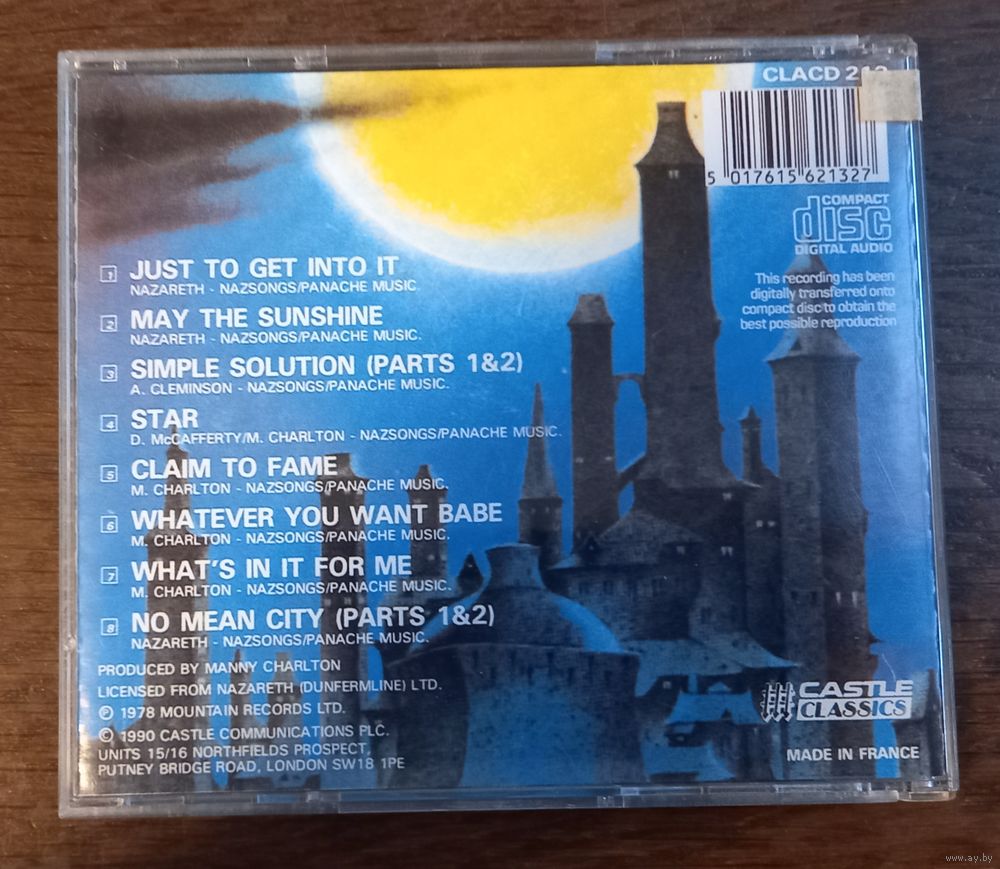 CLACD
5 017615 621327
COMPACT
disc
DIGITAL AUDIO
This recording has been
digitally transferred onto
compact disc to obtain the
best possible reproduction
1 JUST TO GET INTO IT
NAZARETH - NAZSONGS/PANACHE MUSIC.
2 MAY THE SUNSHINE
NAZARETH - NAZSONGS/PANACHE MUSIC.
3 SIMPLE SOLUTION (PARTS 1&2)
A. CLEMINSON - NAZSONGS/PANACHE MUSIC.
4 STAR
D. McCAFFERTY/M. CHARLTON - NAZSONGS/PANACHE MUSIC.
5 CLAIM TO FAME
M. CHARLTON - NAZSONGS/PANACHE MUSIC.
6 WHATEVER YOU WANT BABE
M. CHARLTON - NAZSONGS/PANACHE MUSIC.
7 WHAT'S IN IT FOR ME
M. CHARLTON - NAZSONGS/PANACHE MUSIC.
8 NO MEAN CITY (PARTS 1&2)
NAZARETH - NAZSONGS/PANACHE MUSIC.
PRODUCED BY MANNY CHARLTON
LICENSED FROM NAZARETH (DUNFERMLINE) LTD.
℗ 1978 MOUNTAIN RECORDS LTD.
© 1990 CASTLE COMMUNICATIONS PLC.
UNITS 15/16 NORTHFIELDS PROSPECT,
PUTNEY BRIDGE ROAD, LONDON SW18 1PE
CASTLE
CLASSICS
MADE IN FRANCE
www.ay.by